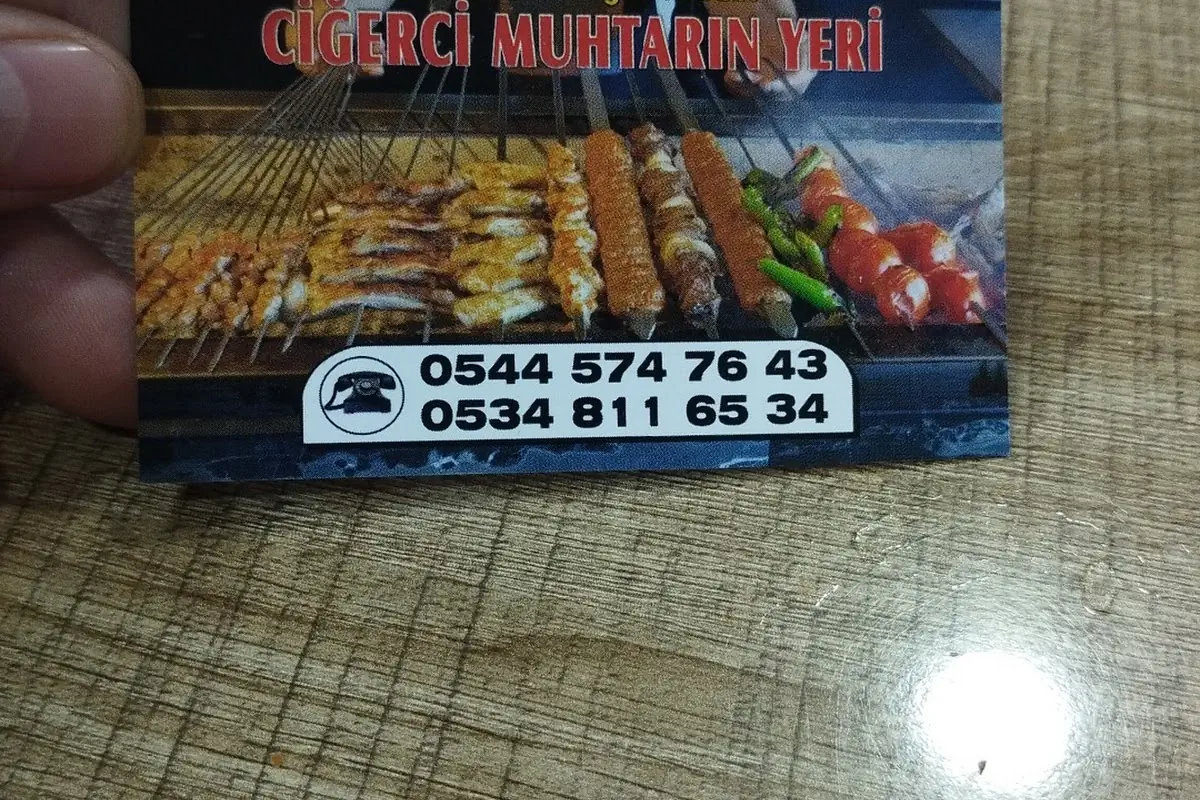 CİĞERCİ MUHTARIN YERİ
0544 574 76 43
0534 811 65 34